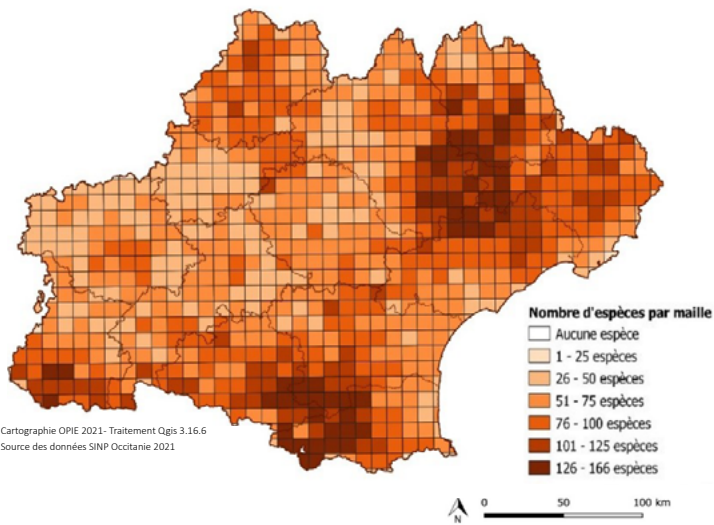 Nombre d'espèces par maille
Aucune espèce
1 - 25 espèces
26 - 50 espèces
51 - 75 espèces
76 - 100 espèces
101 - 125 espèces
126 - 166 espèces
Cartographie OPIE 2021- Traitement Qgis 3.16.6
Source des données SINP Occitanie 2021
N
0 50 100 km